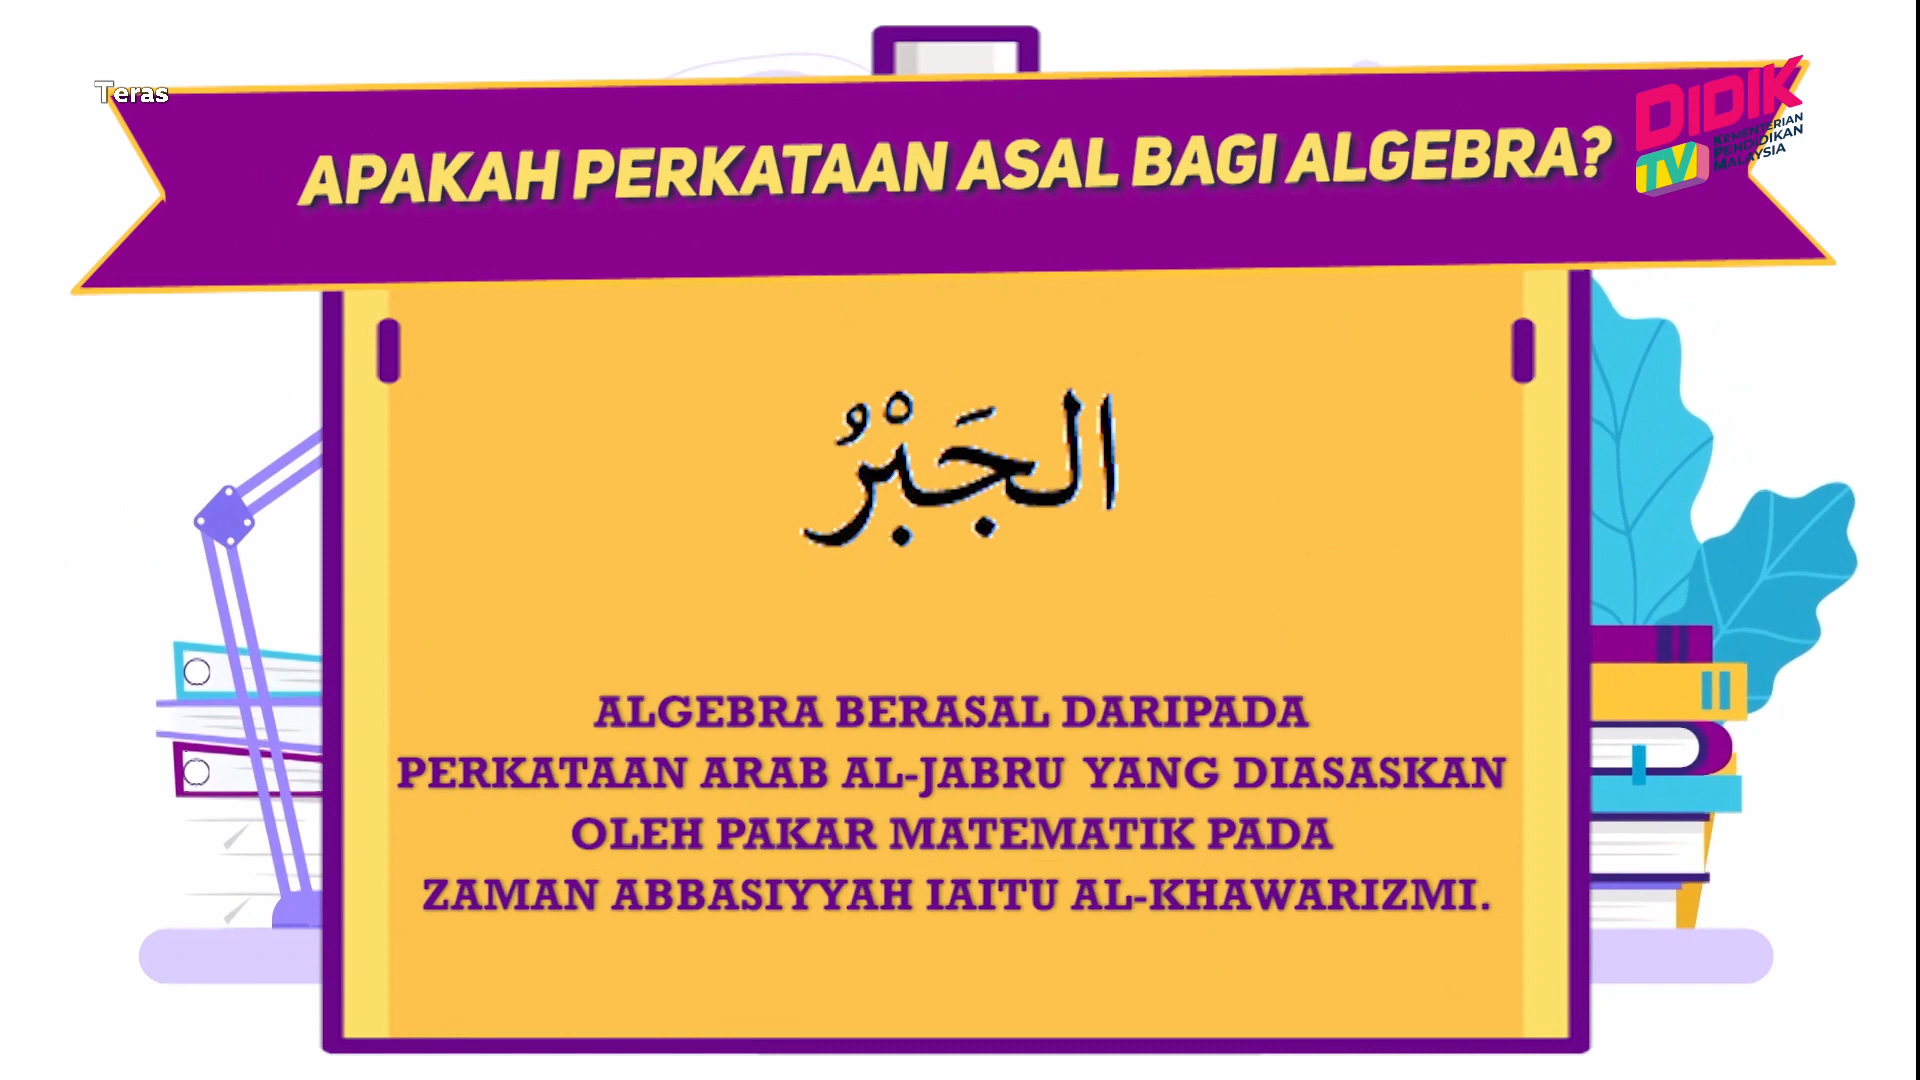 Teras
APAKAH PERKATAAN ASAL BAGI ALGEBRA?
DIDIK
TV
KEMENTERIAN
PENDIDIKAN
MALAYSIA
الجَبْرُ
ALGEBRA BERASAL DARIPADA
PERKATAAN ARAB AL-JABRU YANG DIASASKAN
OLEH PAKAR MATEMATIK PADA
ZAMAN ABBASIYYAH IAITU AL-KHAWARIZMI.